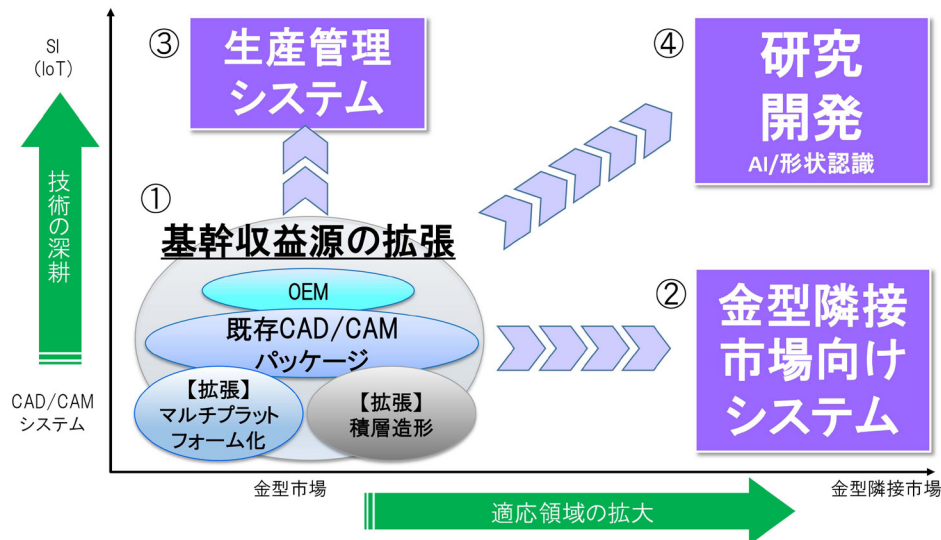 SI
(IoT)
技術の深耕
CAD/CAM
システム
③
生産管理
システム
④
研究
開発
AI/形状認識
①
基幹収益源の拡張
OEM
既存CAD/CAM
パッケージ
【拡張】
マルチプラット
フォーム化
【拡張】
積層造形
②
金型隣接
市場向け
システム
金型市場
金型隣接市場
適応領域の拡大